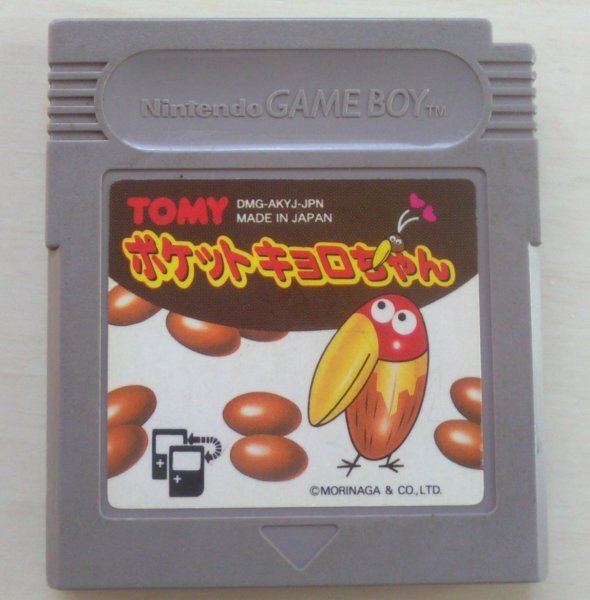 Nintendo GAME BOY TM
TOMY
DMG-AKYJ-JPN
MADE IN JAPAN
ポケットキョロちゃん
©MORINAGA & CO., LTD.